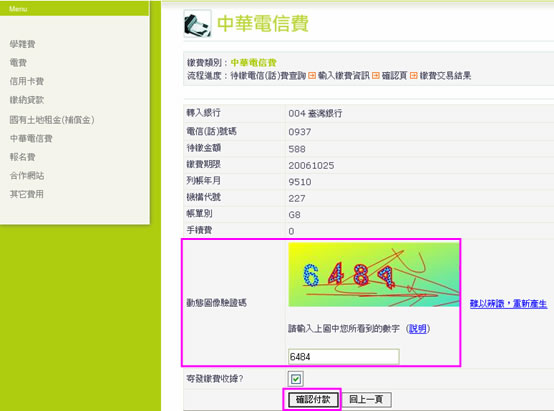 Menu
學雜費
電費
信用卡費
繳納貸款
國有土地租金(補償金)
中華電信費
報名費
合作網站
其它費用
中華電信費
繳費類別：中華電信費
流程進度：待繳電信(話)費查詢 輸入繳費資訊 確認頁 繳費交易結果
轉入銀行 004 臺灣銀行
電信(話)號碼 0937
待繳金額 588
繳費期限 20061025
列帳年月 9510
機構代號 227
帳單別 G8
手續費 0
動態圖像驗證碼
6484
難以辨識，重新產生
請輸入上圖中您所看到的數字 (說明)
6484
寄發繳費收據?
確認付款 回上一頁